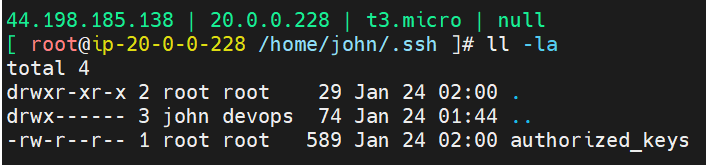 44.198.185.138 | 20.0.0.228 | t3.micro | null
[ root@ip-20-0-0-228 /home/john/.ssh ]# ll -la
total 4
drwxr-xr-x 2 root root    29 Jan 24 02:00 .
drwx------ 3 john devops  74 Jan 24 01:44 ..
-rw-r--r-- 1 root root   589 Jan 24 02:00 authorized_keys